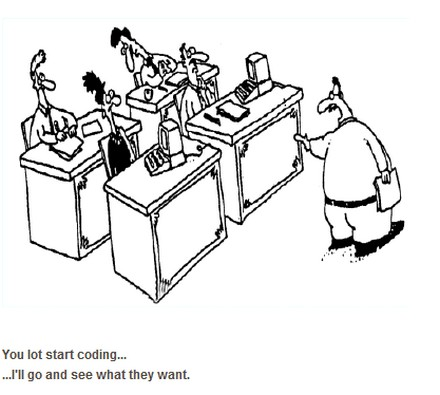 You lot start coding...
...I'll go and see what they want.